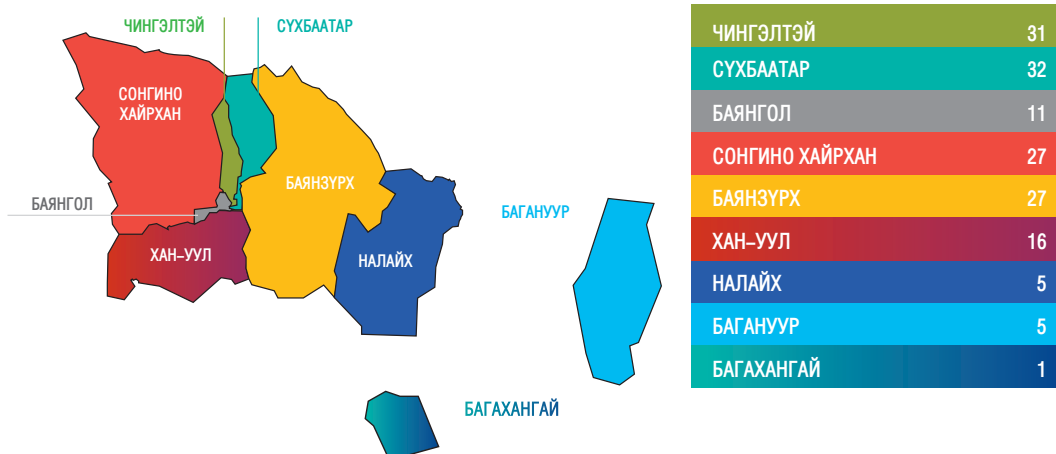 ЧИНГЭЛТЭЙ
СҮХБААТАР
СОНГИНО
ХАЙРХАН
БАЯНЗҮРХ
БАЯНГОЛ
БАГАНУУР
ХАН–УУЛ
НАЛАЙХ
БАГАХАНГАЙ
ЧИНГЭЛТЭЙ 31
СҮХБААТАР 32
БАЯНГОЛ 11
СОНГИНО ХАЙРХАН 27
БАЯНЗҮРХ 27
ХАН–УУЛ 16
НАЛАЙХ 5
БАГАНУУР 5
БАГАХАНГАЙ 1